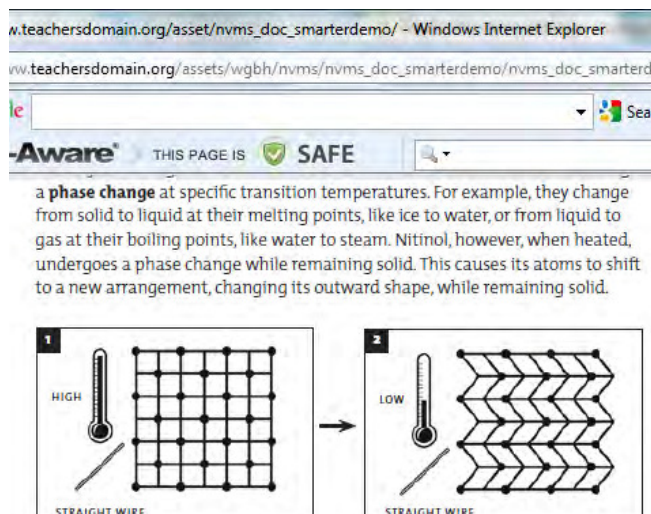 w.teachersdomain.org/asset/nvms_doc_smarterdemo/ - Windows Internet Explorer
ww.teachersdomain.org/assets/wgbh/nvms/nvms_doc_smarterdemo/nvms_doc_smarterd
le
Sea
-Aware® THIS PAGE IS SAFE
a phase change at specific transition temperatures. For example, they change
from solid to liquid at their melting points, like ice to water, or from liquid to
gas at their boiling points, like water to steam. Nitinol, however, when heated,
undergoes a phase change while remaining solid. This causes its atoms to shift
to a new arrangement, changing its outward shape, while remaining solid.
1
HIGH
STRAIGHT WIRE
2
LOW
STRAIGHT WIRE